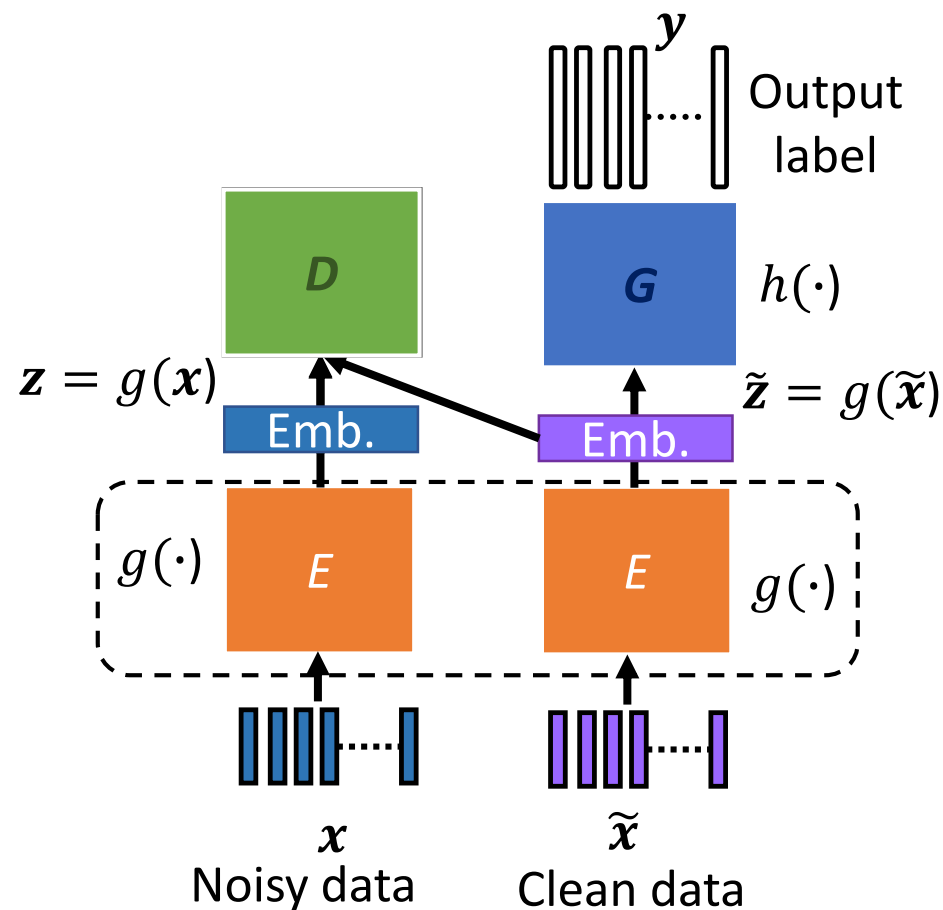 y
Output
label
D
G
h(·)
z = g(x)
z̃ = g(x̃)
Emb.
Emb.
g(·)
E
E
g(·)
x
x̃
Noisy data
Clean data